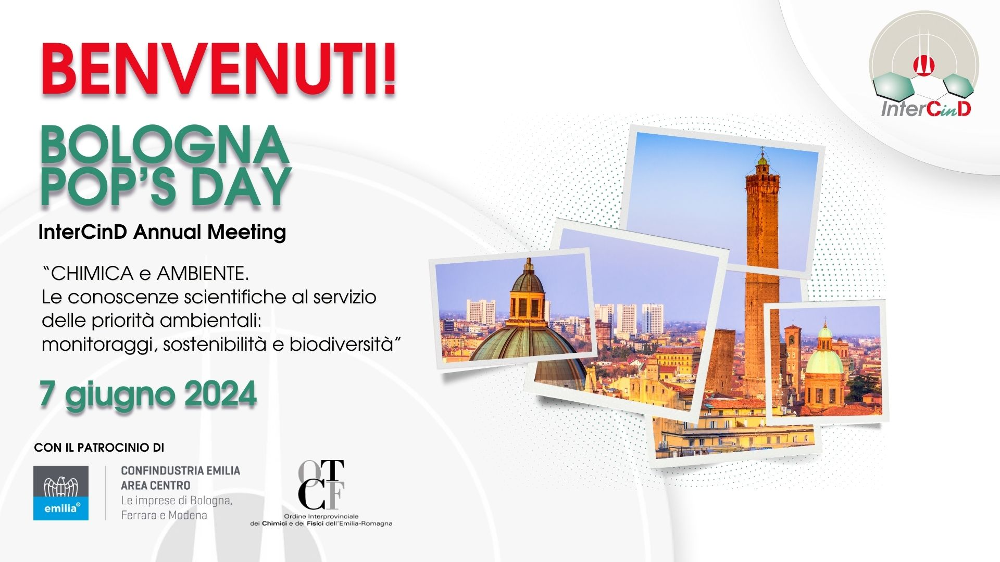 BENVENUTI!
InterCinD
BOLOGNA
POP'S DAY
InterCinD Annual Meeting
“CHIMICA e AMBIENTE.
Le conoscenze scientifiche al servizio
delle priorità ambientali:
monitoraggi, sostenibilità e biodiversità”
7 giugno 2024
CON IL PATROCINIO DI
emilia®
CONFINDUSTRIA EMILIA
AREA CENTRO
Le imprese di Bologna,
Ferrara e Modena
OT
CF
Ordine Interprovinciale
dei Chimici e dei Fisici dell'Emilia-Romagna